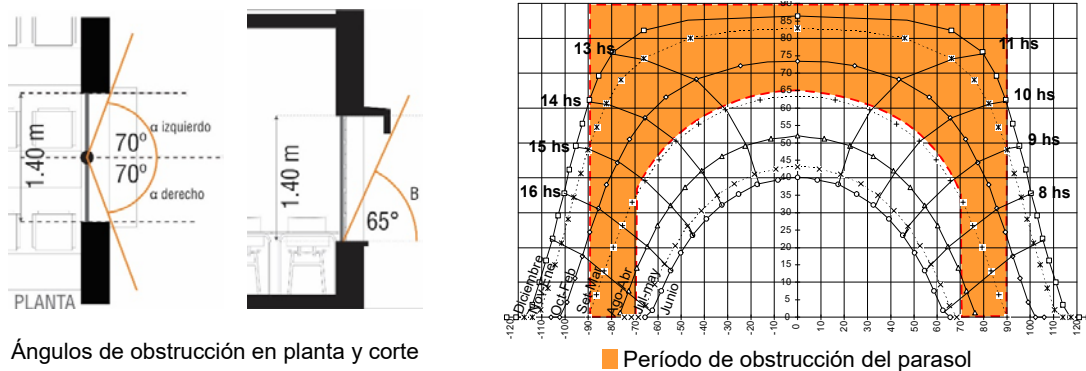 1.40 m
70º
70º
α izquierdo
α derecho
PLANTA
1.40 m
B
65°
Ángulos de obstrucción en planta y corte
90
85
80
75
70
65
60
55
50
45
40
35
30
25
20
15
10
5
0
13 hs
14 hs
15 hs
16 hs
11 hs
10 hs
9 hs
8 hs
Diciembre
Nov-Ene
Oct-Feb
Set-Mar
Ago-Abr
Jul-may
Junio
-120 -110 -100 -90 -80 -70 -60 -50 -40 -30 -20 -10 0 10 20 30 40 50 60 70 80 90 100 110 120
Período de obstrucción del parasol